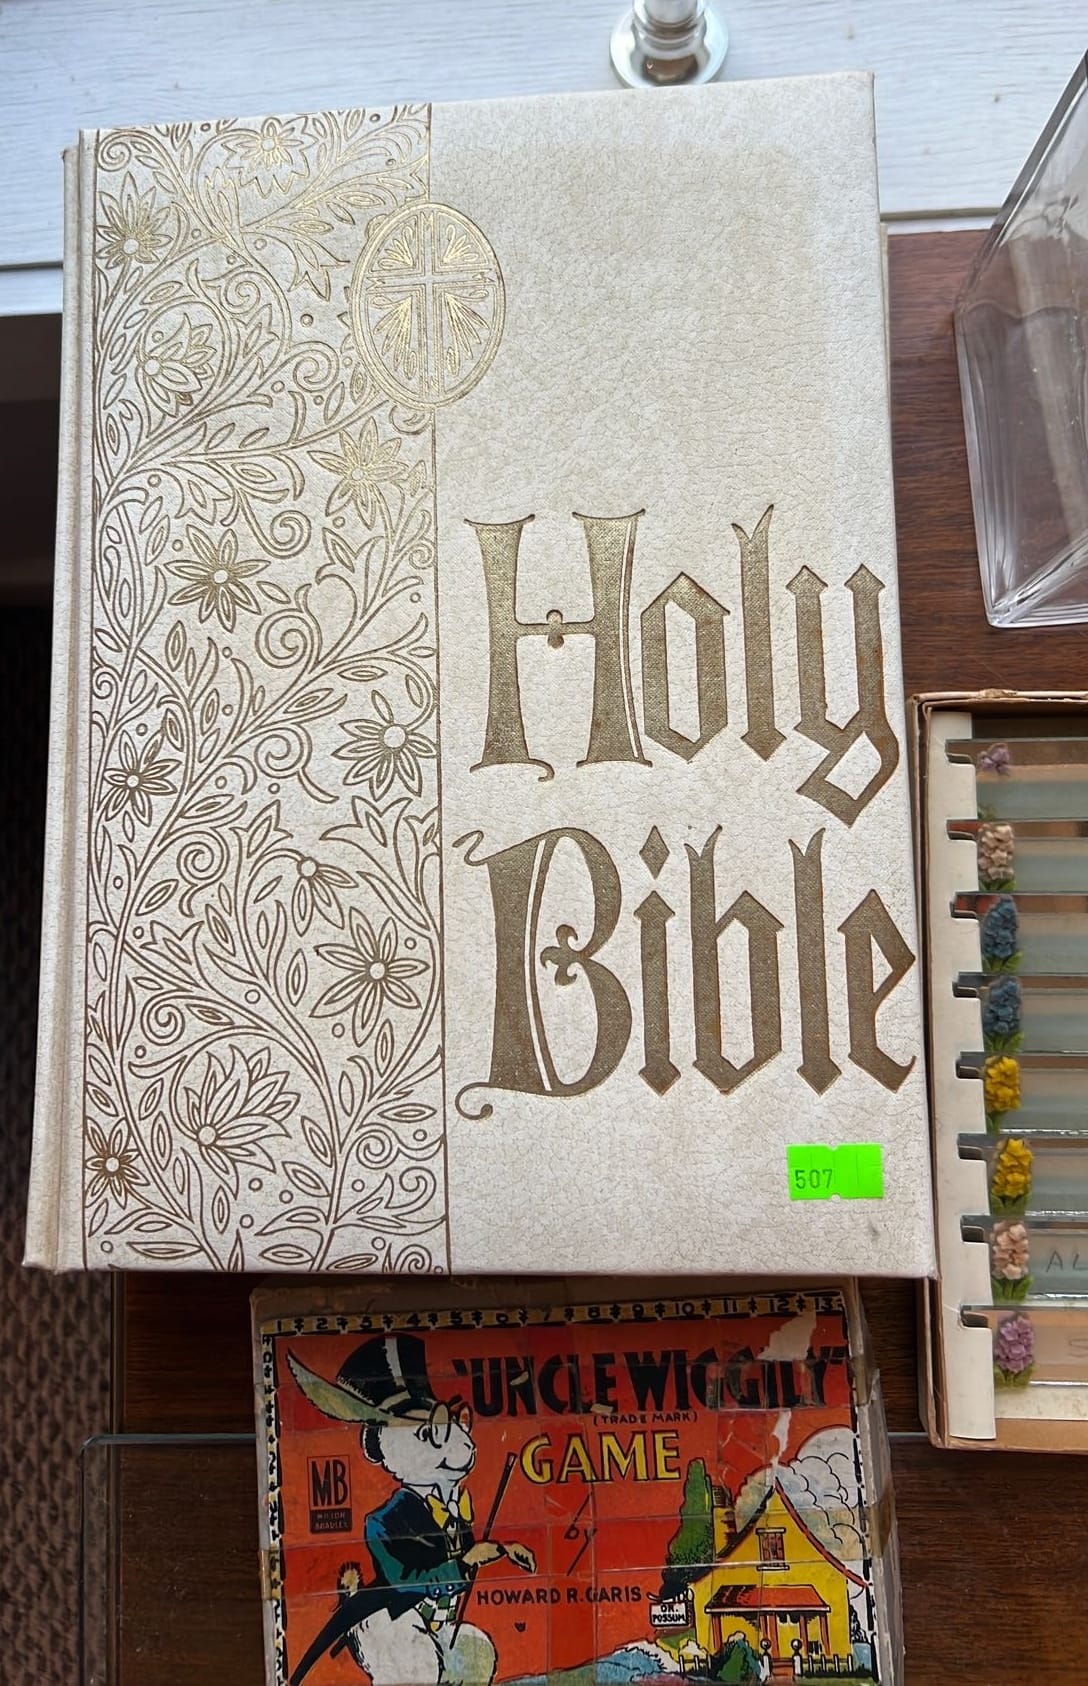 Holy
Bible
507
1 2 3 4 5 6 7 8 9 10 11 12 13
"UNCLE WIGGILY"
(TRADE MARK)
GAME
MB
MILTON
BRADLEY
by
HOWARD R. GARIS
DR.
POSSUM
AL
S